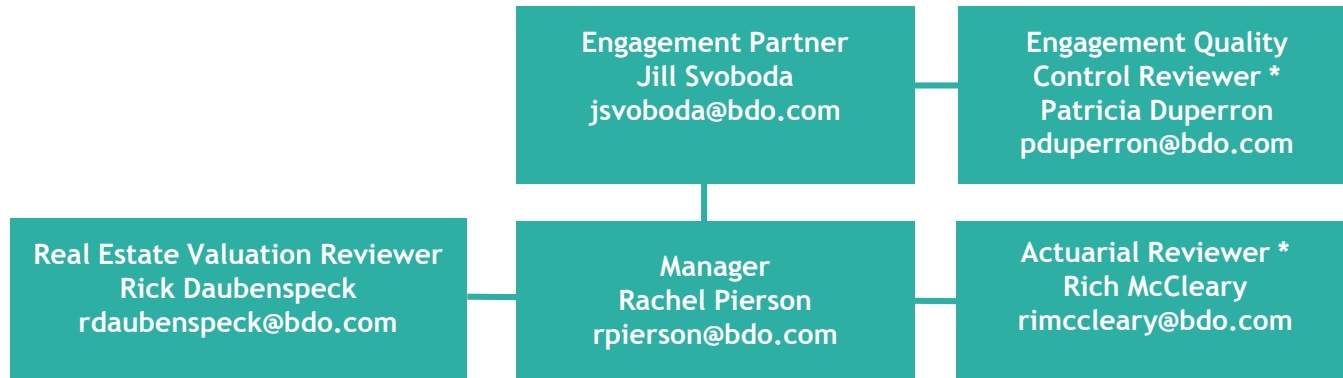 Engagement Partner
Jill Svoboda
jsvoboda@bdo.com
Engagement Quality
Control Reviewer *
Patricia Duperron
pduperron@bdo.com
Real Estate Valuation Reviewer
Rick Daubenspeck
rdaubenspeck@bdo.com
Manager
Rachel Pierson
rpierson@bdo.com
Actuarial Reviewer *
Rich McCleary
rimccleary@bdo.com